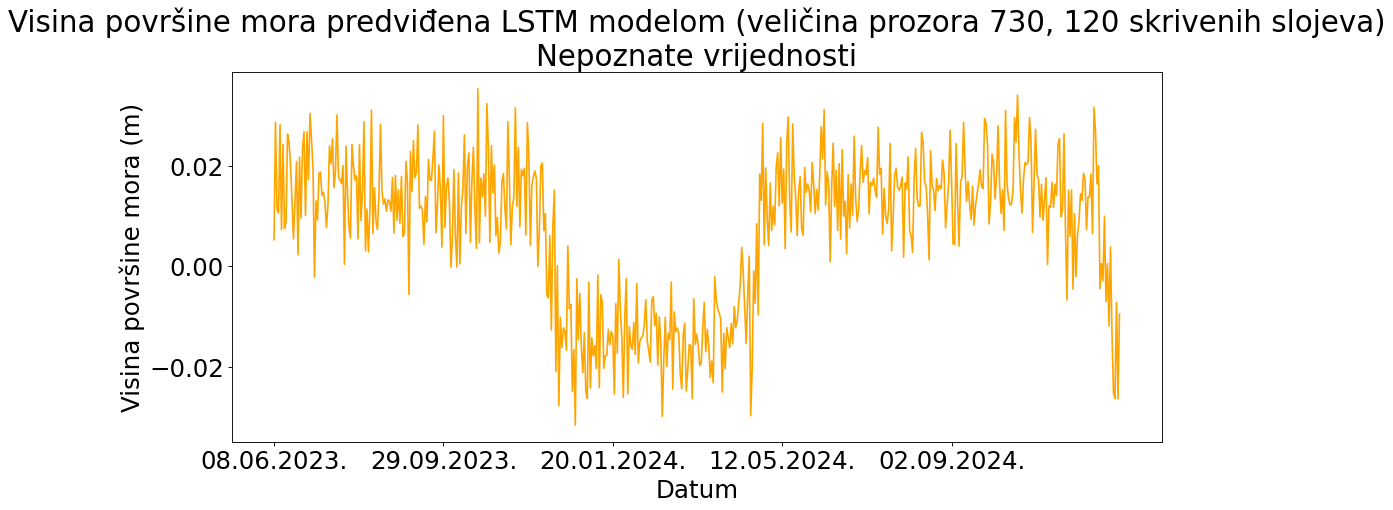 Visina površine mora predviđena LSTM modelom (veličina prozora 730, 120 skrivenih slojeva)
Nepoznate vrijednosti
Visina površine mora (m)
0.02
0.00
−0.02
08.06.2023. 29.09.2023. 20.01.2024. 12.05.2024. 02.09.2024.
Datum